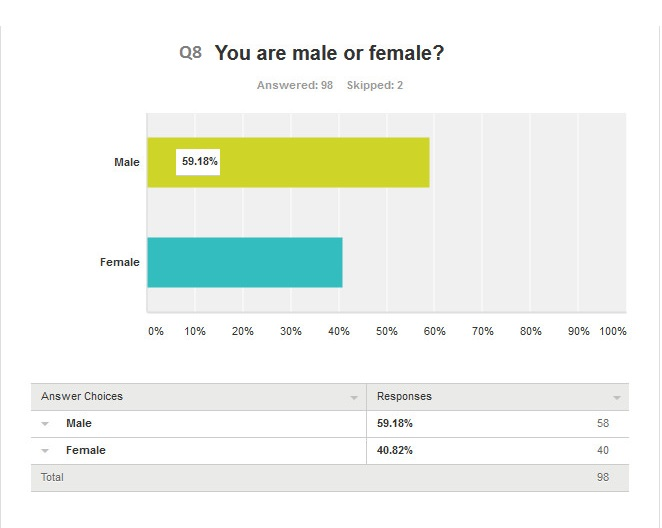 Q8 You are male or female?
Answered: 98 Skipped: 2
Male
59.18%
Female
0% 10% 20% 30% 40% 50% 60% 70% 80% 90% 100%
Answer Choices Responses
Male 59.18% 58
Female 40.82% 40
Total 98